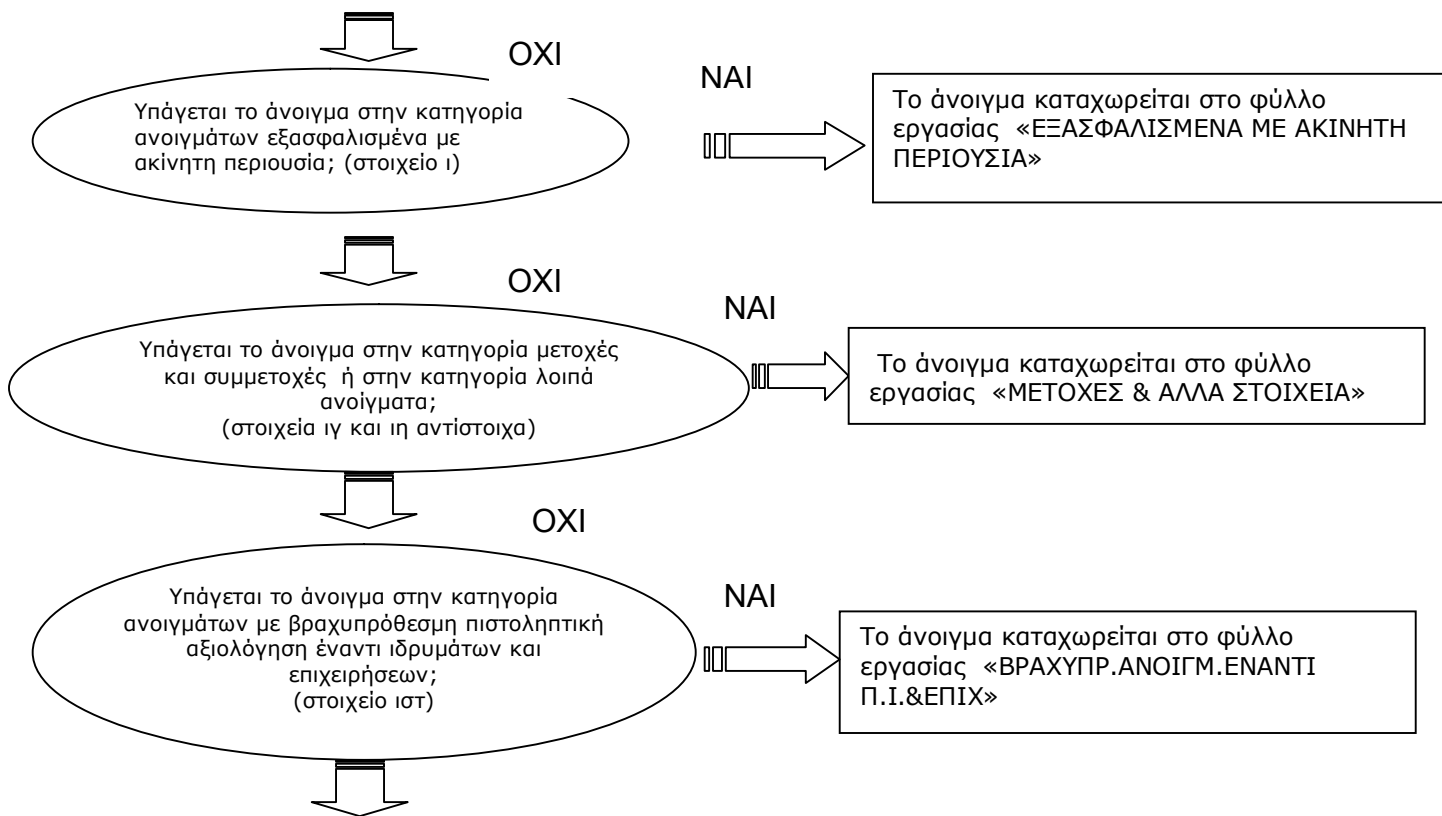 ΟΧΙ
Υπάγεται το άνοιγμα στην κατηγορία
ανοιγμάτων εξασφαλισμένα με
ακίνητη περιουσία; (στοιχείο ι)
ΝΑΙ
Το άνοιγμα καταχωρείται στο φύλλο
εργασίας «ΕΞΑΣΦΑΛΙΣΜΕΝΑ ΜΕ ΑΚΙΝΗΤΗ
ΠΕΡΙΟΥΣΙΑ»
ΟΧΙ
Υπάγεται το άνοιγμα στην κατηγορία μετοχές
και συμμετοχές ή στην κατηγορία λοιπά
ανοίγματα;
(στοιχεία ιγ και ιη αντίστοιχα)
ΝΑΙ
Το άνοιγμα καταχωρείται στο φύλλο
εργασίας «ΜΕΤΟΧΕΣ & ΑΛΛΑ ΣΤΟΙΧΕΙΑ»
ΟΧΙ
Υπάγεται το άνοιγμα στην κατηγορία
ανοιγμάτων με βραχυπρόθεσμη πιστοληπτική
αξιολόγηση έναντι ιδρυμάτων και
επιχειρήσεων;
(στοιχείο ιστ)
ΝΑΙ
Το άνοιγμα καταχωρείται στο φύλλο
εργασίας «ΒΡΑΧΥΠΡ.ΑΝΟΙΓΜ.ΕΝΑΝΤΙ
Π.Ι.&ΕΠΙΧ»